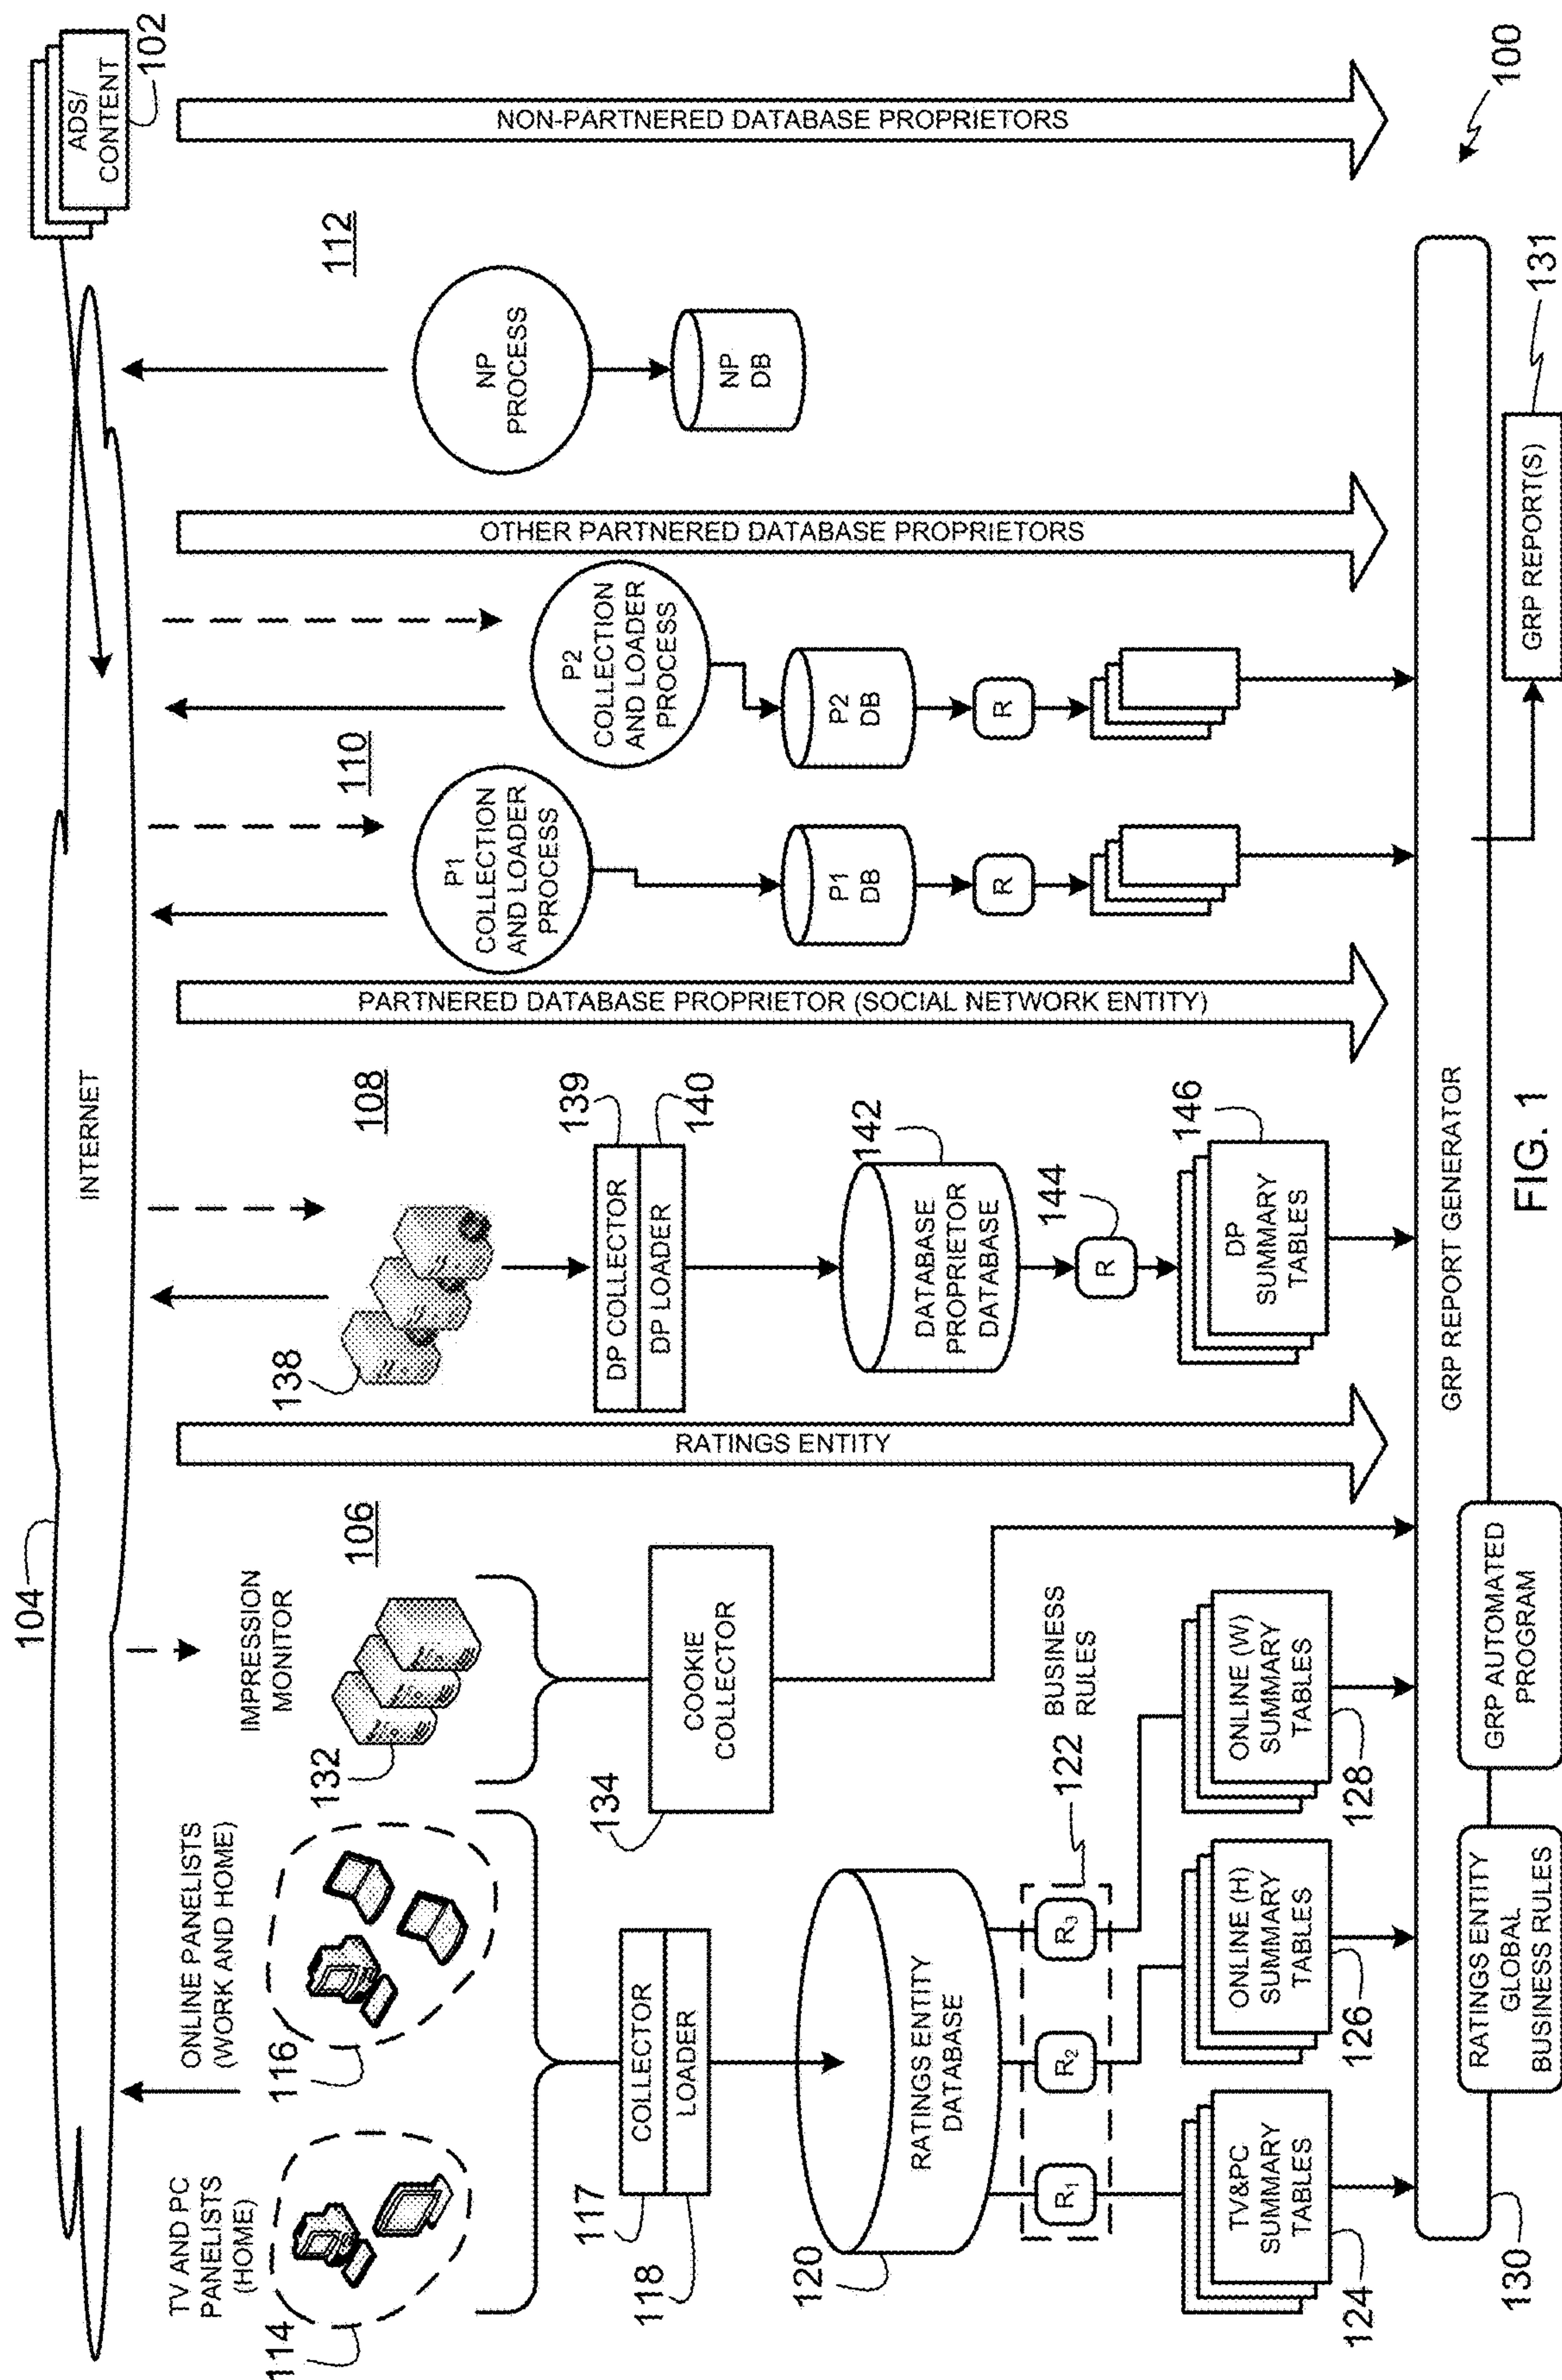 104
INTERNET
ADS/
CONTENT
102
TV AND PC
PANELISTS
(HOME)
114
ONLINE PANELISTS
(WORK AND HOME)
116
IMPRESSION
MONITOR
132
106
COLLECTOR
LOADER
117
118
COOKIE
COLLECTOR
134
RATINGS ENTITY
DATABASE
120
R1
R2
R3
122
BUSINESS
RULES
TV&PC
SUMMARY
TABLES
124
ONLINE (H)
SUMMARY
TABLES
126
ONLINE (W)
SUMMARY
TABLES
128
RATINGS ENTITY
138
108
DP COLLECTOR
DP LOADER
139
140
DATABASE
PROPRIETOR
DATABASE
142
R
144
DP
SUMMARY
TABLES
146
PARTNERED DATABASE PROPRIETOR (SOCIAL NETWORK ENTITY)
110
P1
COLLECTION
AND LOADER
PROCESS
P1
DB
R
P2
COLLECTION
AND LOADER
PROCESS
P2
DB
R
OTHER PARTNERED DATABASE PROPRIETORS
112
NP
PROCESS
NP
DB
NON-PARTNERED DATABASE PROPRIETORS
GRP REPORT GENERATOR
130
RATINGS ENTITY
GLOBAL
BUSINESS RULES
GRP AUTOMATED
PROGRAM
GRP REPORT(S)
131
100
FIG. 1